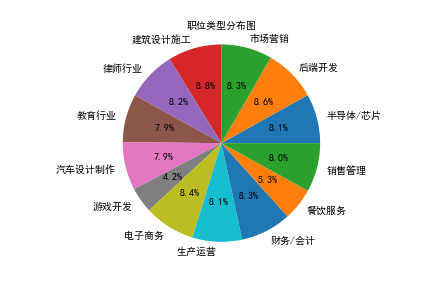 职位类型分布图
市场营销
建筑设计施工
后端开发
律师行业
8.8%
8.3%
8.6%
8.2%
教育行业
半导体/芯片
7.9%
8.1%
7.9%
8.0%
汽车设计制作
销售管理
4.2%
5.3%
8.4%
8.3%
8.1%
游戏开发
餐饮服务
电子商务
财务/会计
生产运营